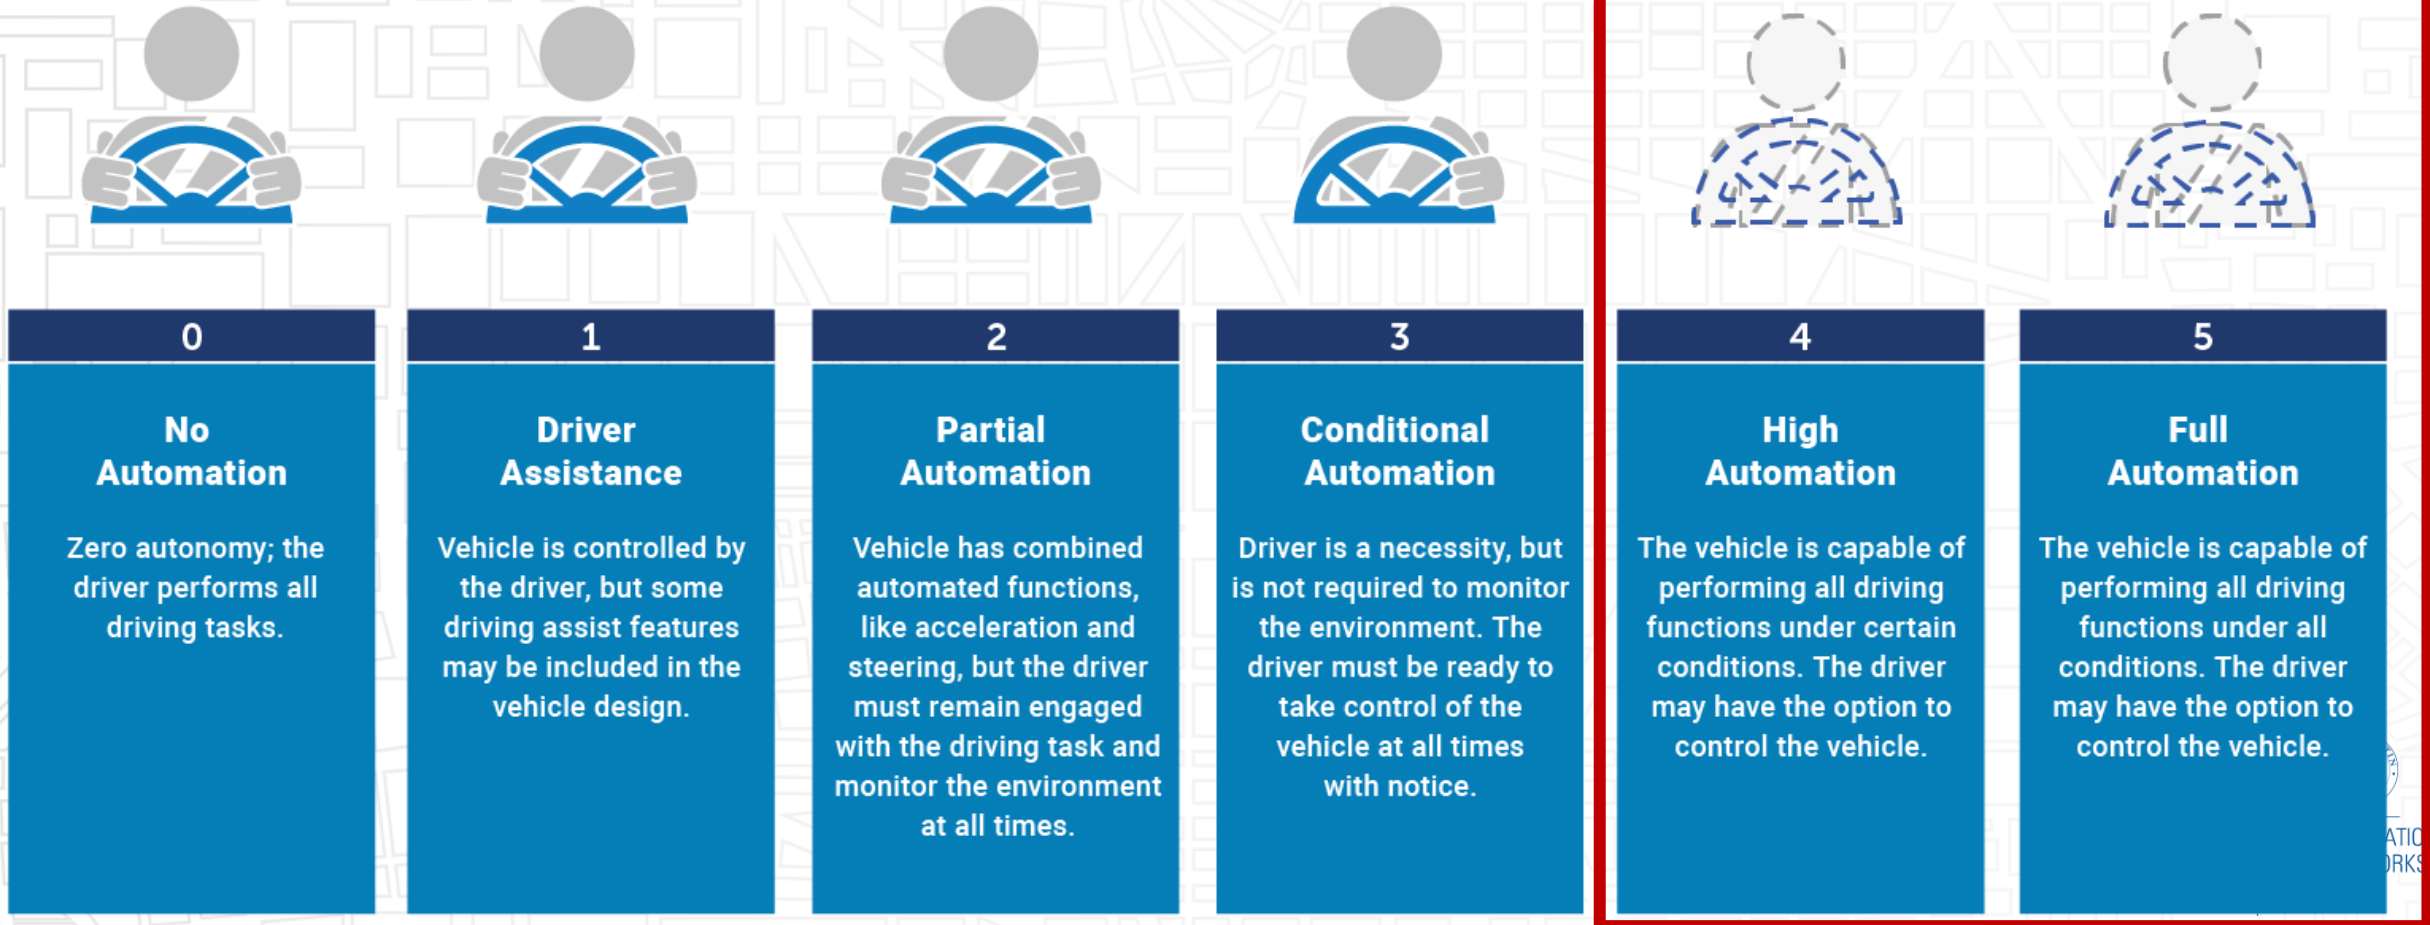 0
No
Automation
Zero autonomy; the
driver performs all
driving tasks.
1
Driver
Assistance
Vehicle is controlled by
the driver, but some
driving assist features
may be included in the
vehicle design.
2
Partial
Automation
Vehicle has combined
automated functions,
like acceleration and
steering, but the driver
must remain engaged
with the driving task and
monitor the environment
at all times.
3
Conditional
Automation
Driver is a necessity, but
is not required to monitor
the environment. The
driver must be ready to
take control of the
vehicle at all times
with notice.
4
High
Automation
The vehicle is capable of
performing all driving
functions under certain
conditions. The driver
may have the option to
control the vehicle.
5
Full
Automation
The vehicle is capable of
performing all driving
functions under all
conditions. The driver
may have the option to
control the vehicle.